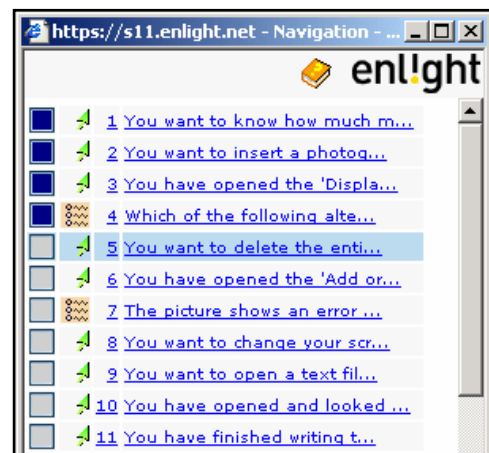 https://s11.enlight.net - Navigation - ...
enl!ght
1 You want to know how much m...
2 You want to insert a photog...
3 You have opened the 'Displa...
4 Which of the following alte...
5 You want to delete the enti...
6 You have opened the 'Add or...
7 The picture shows an error ...
8 You want to change your scr...
9 You want to open a text fil...
10 You have opened and looked ...
11 You have finished writing t...